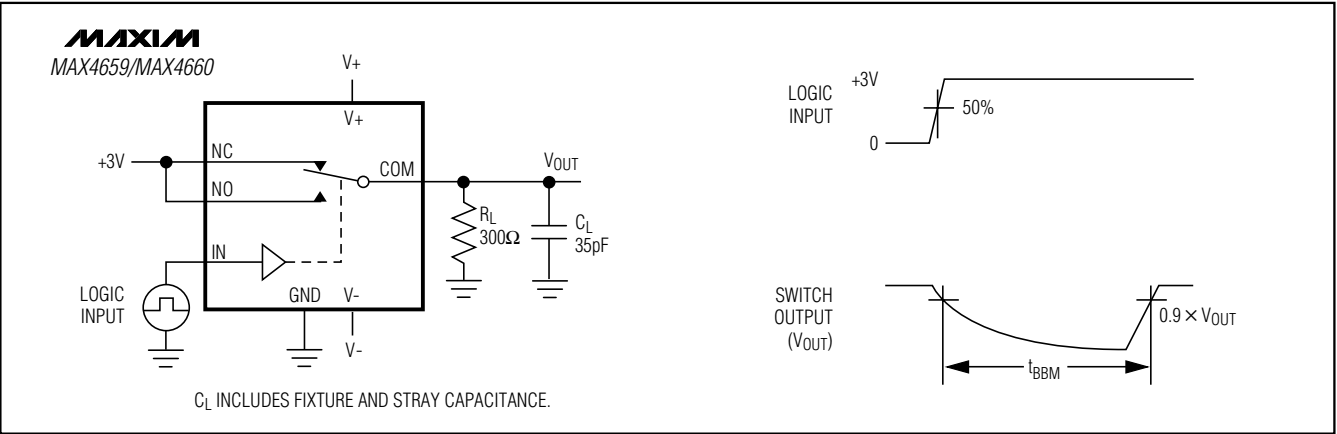 MAXIM
MAX4659/MAX4660
V+
V+
+3V
NC
NO
COM
VOUT
RL
300Ω
CL
35pF
IN
GND
V-
V-
LOGIC
INPUT
CL INCLUDES FIXTURE AND STRAY CAPACITANCE.
LOGIC
INPUT
+3V
50%
0
SWITCH
OUTPUT
(VOUT)
0.9 × VOUT
tBBM